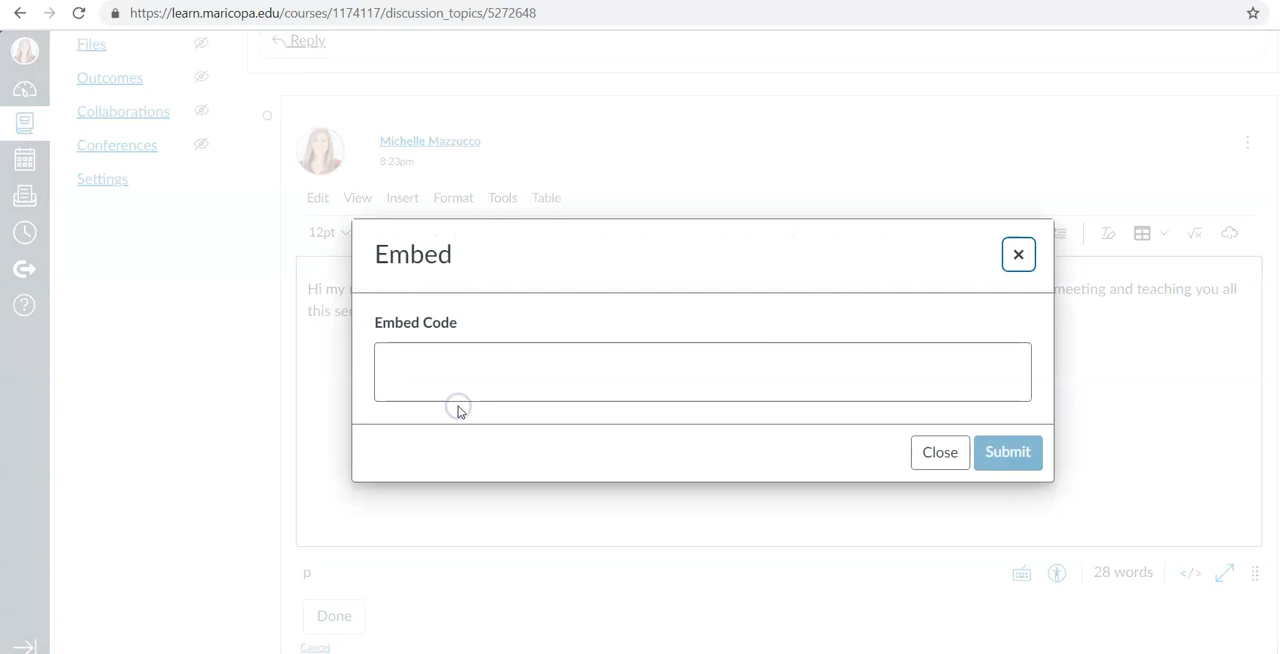 https://learn.maricopa.edu/courses/1174117/discussion_topics/5272648
Files
Outcomes
Collaborations
Conferences
Settings
Reply
Michelle Mazzucco
8:23pm
Edit View Insert Format Tools Table
12pt
Hi my meeting and teaching you all
this
Embed
Embed Code
Close Submit
p
28 words </>
Done
Cancel